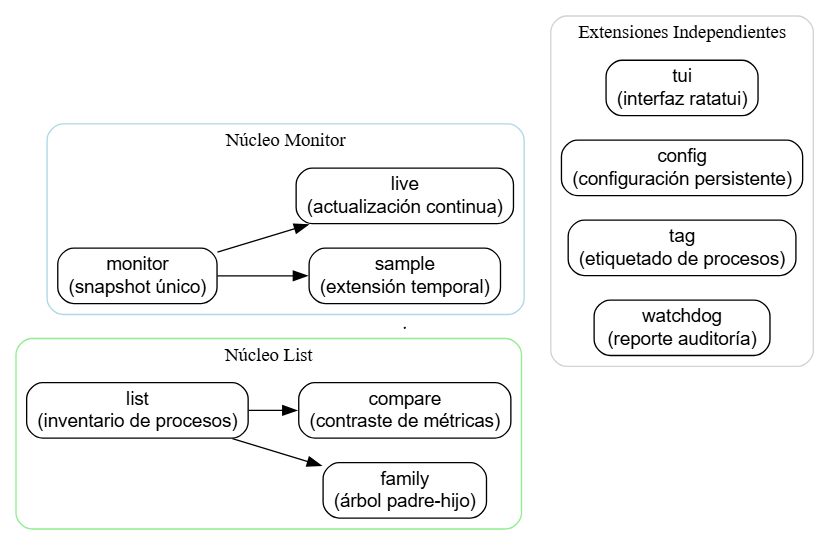 Extensiones Independientes
tui
(interfaz ratatui)
config
(configuración persistente)
tag
(etiquetado de procesos)
watchdog
(reporte auditoría)
Núcleo Monitor
live
(actualización continua)
monitor
(snapshot único)
sample
(extensión temporal)
.
Núcleo List
list
(inventario de procesos)
compare
(contraste de métricas)
family
(árbol padre-hijo)